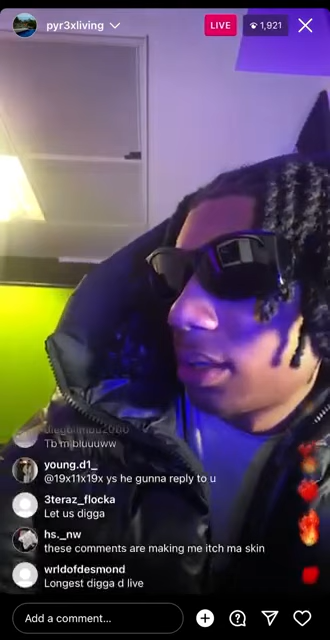 pyr3xliving
LIVE
1,921
Tb m bluuuww
young.d1_
@19x11x19x ys he gunna reply to u
3teraz_flocka
Let us digga
hs._nw
these comments are making me itch ma skin
wrldofdesmond
Longest digga d live
Add a comment...